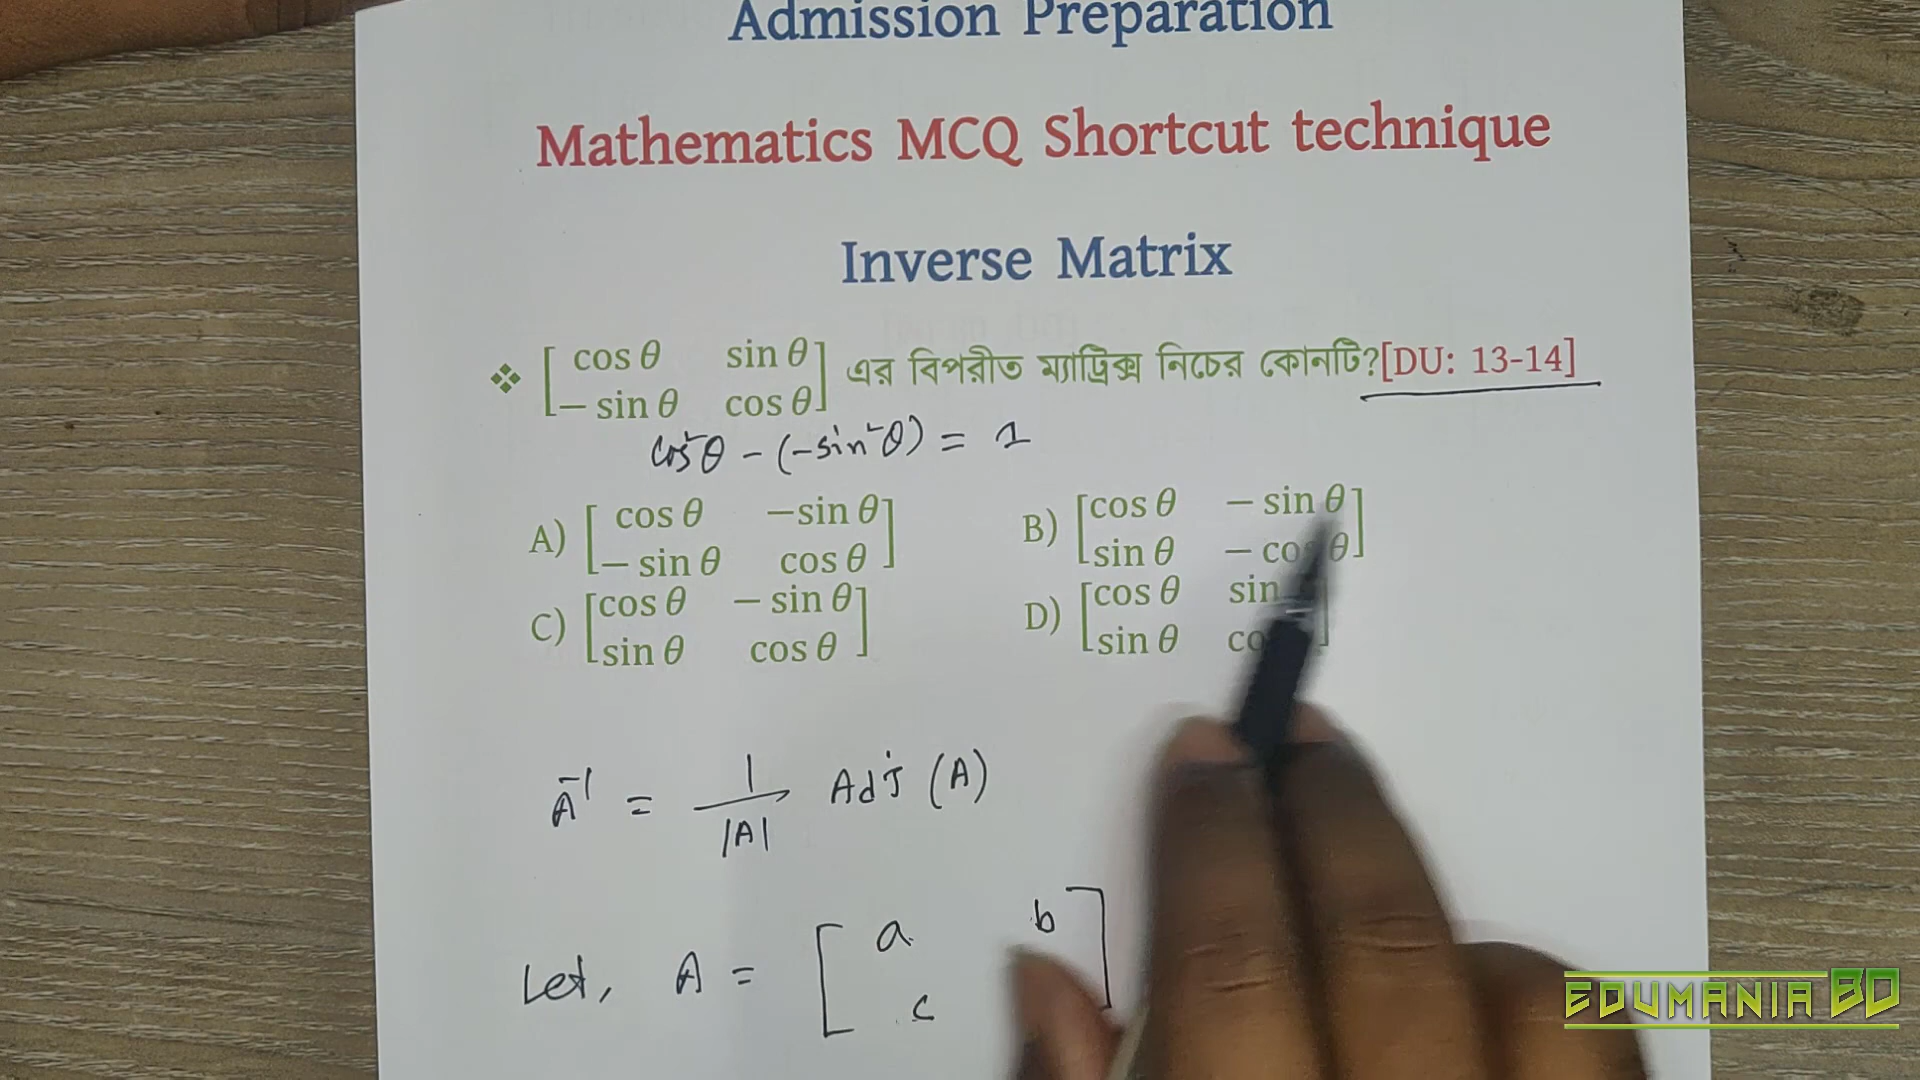 Admission Preparation
Mathematics MCQ Shortcut technique
Inverse Matrix
❖ [cos θ sin θ
− sin θ cos θ] এর বিপরীত ম্যাট্রিক্স নিচের কোনটি?[DU: 13-14]
cos²θ − (−sin²θ) = 1
A) [cos θ −sin θ
− sin θ cos θ]
B) [cos θ − sin θ
sin θ − cos θ]
C) [cos θ − sin θ
sin θ cos θ]
D) [cos θ sin
sin θ co]
A⁻¹ = 1/|A| Adj (A)
Let, A = [a b
c ]
EDUMANIA BD